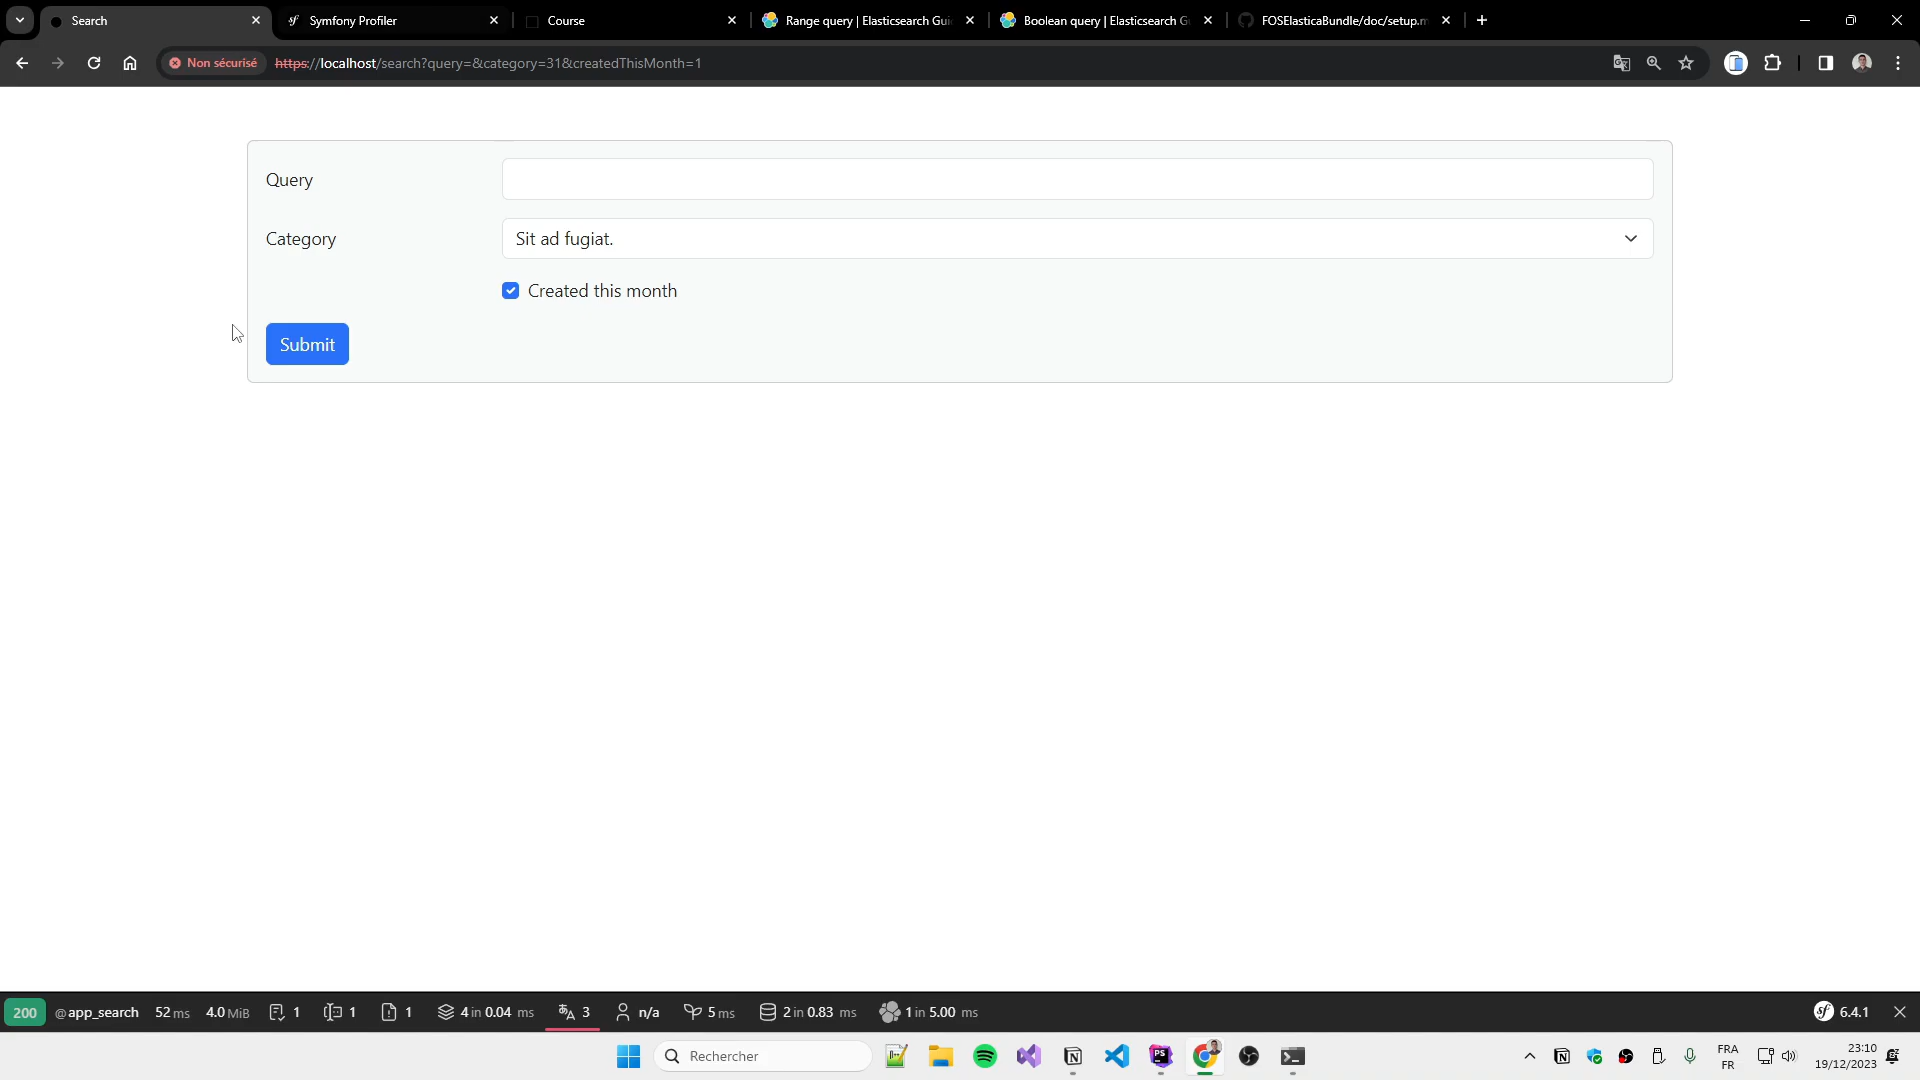 Search
Symfony Profiler
Course
Range query | Elasticsearch Gui
Boolean query | Elasticsearch G
FOSElasticaBundle/doc/setup.m
Non sécurisé
https://localhost/search?query=&category=31&createdThisMonth=1
Query
Category
Sit ad fugiat.
Created this month
Submit
200 @app_search 52 ms 4.0 MiB 1 1 1 4 in 0.04 ms 3 n/a 5 ms 2 in 0.83 ms 1 in 5.00 ms 6.4.1
Rechercher
PS
FRA
FR
23:10
19/12/2023